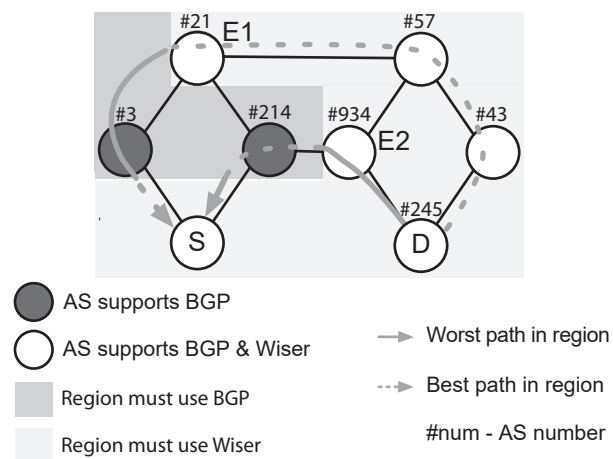 #21
E1
#57
#3
#214
#934
E2
#43
#245
S
D
AS supports BGP
AS supports BGP & Wiser
Region must use BGP
Region must use Wiser
Worst path in region
Best path in region
#num - AS number